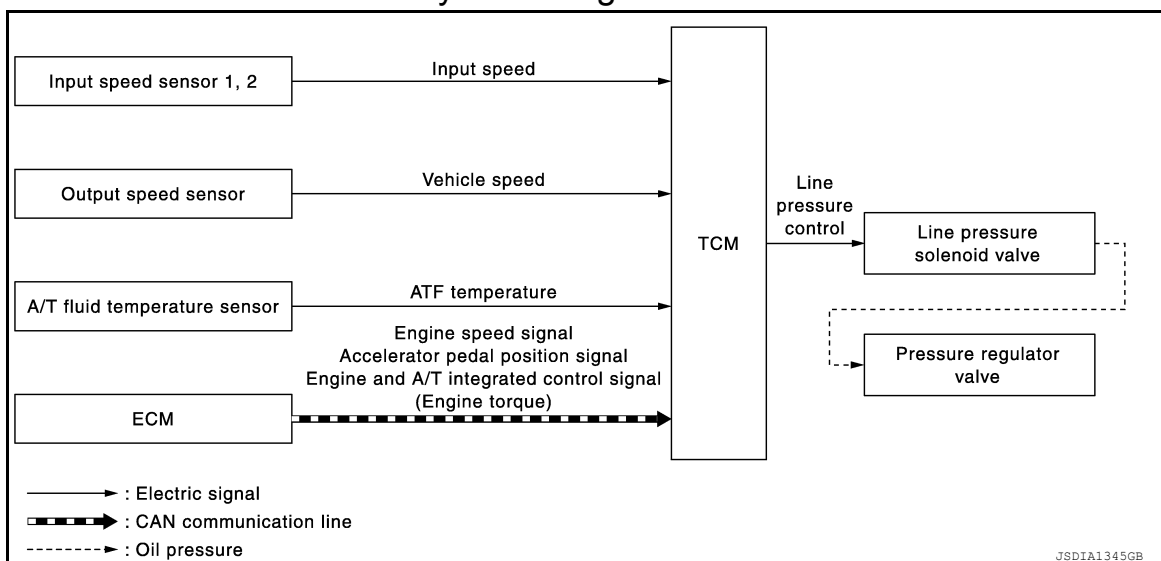 Input speed sensor 1, 2
Input speed
Output speed sensor
Vehicle speed
A/T fluid temperature sensor
ATF temperature
Engine speed signal
Accelerator pedal position signal
Engine and A/T integrated control signal
(Engine torque)
ECM
TCM
Line
pressure
control
Line pressure
solenoid valve
Pressure regulator
valve
: Electric signal
: CAN communication line
: Oil pressure
JSDIA1345GB